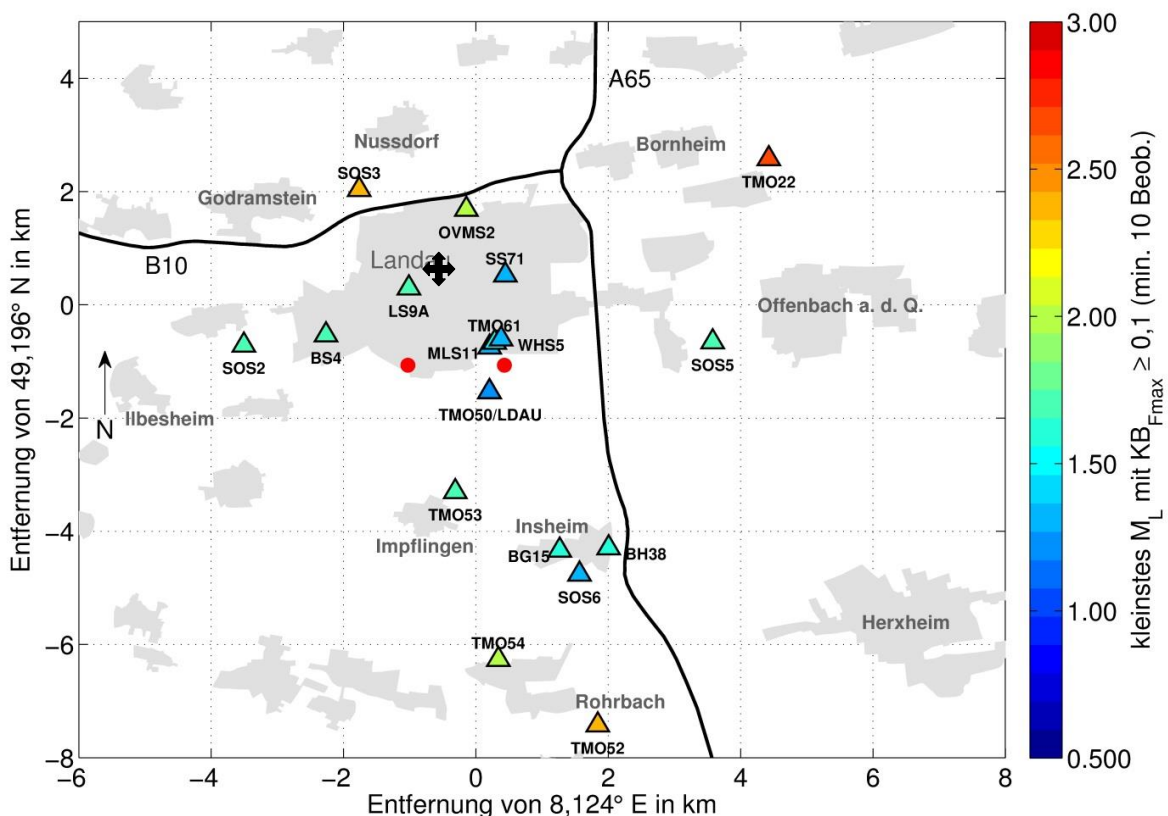 A65
Nussdorf
Bornheim
SOS3
TMO22
Godramstein
OVMS2
B10
Landau
SS71
LS9A
Offenbach a. d. Q.
TMO61
MLS11
WHS5
SOS2
BS4
SOS5
N
Ilbesheim
TMO50/LDAU
TMO53
Insheim
Impflingen
BG15
BH38
SOS6
Herxheim
TMO54
Rohrbach
TMO52
4
2
0
−2
−4
−6
−8
−6
−4
−2
0
2
4
6
8
Entfernung von 49,196° N in km
Entfernung von 8,124° E in km
3.00
2.50
2.00
1.50
1.00
0.500
kleinstes M_L mit KB_Fmax ≥ 0,1 (min. 10 Beob.)